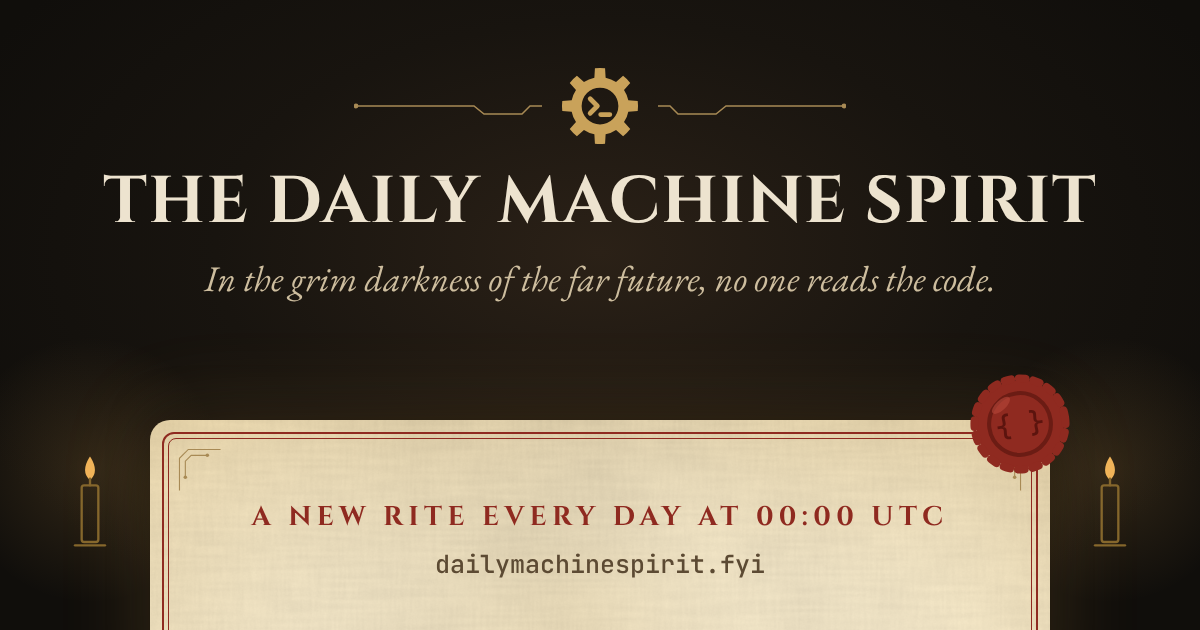 >_
THE DAILY MACHINE SPIRIT
In the grim darkness of the far future, no one reads the code.
{ }
A NEW RITE EVERY DAY AT 00:00 UTC
dailymachinespirit.fyi